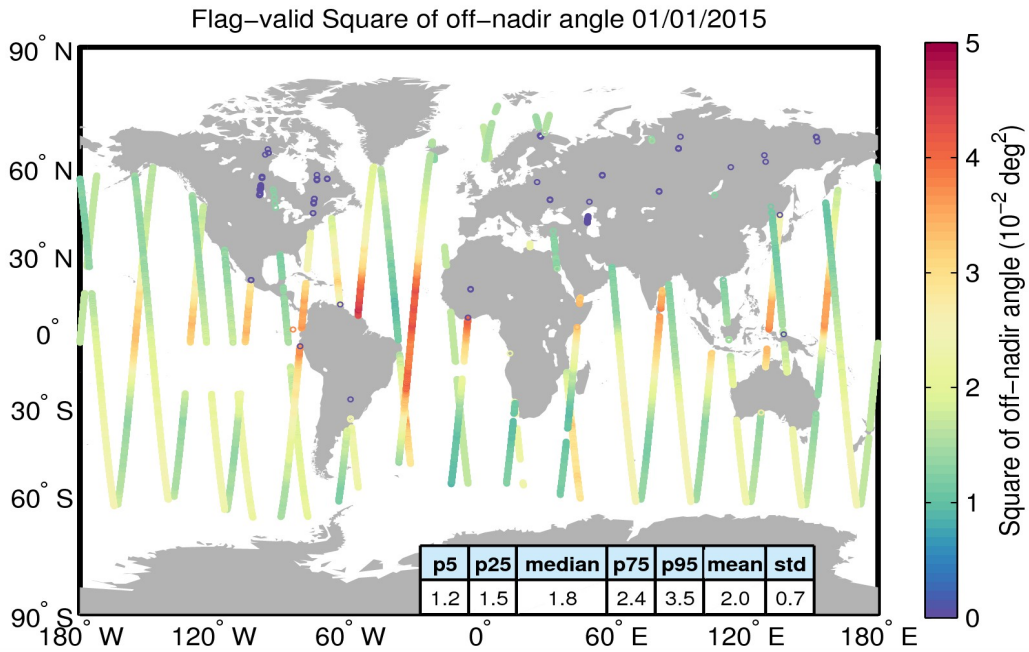 Flag−valid Square of off−nadir angle 01/01/2015
90° N
60° N
30° N
0°
30° S
60° S
90° S
180° W
120° W
60° W
0°
60° E
120° E
180° E
p5 p25 median p75 p95 mean std
1.2 1.5 1.8 2.4 3.5 2.0 0.7
5
4
3
2
1
0
Square of off−nadir angle (10⁻² deg²)